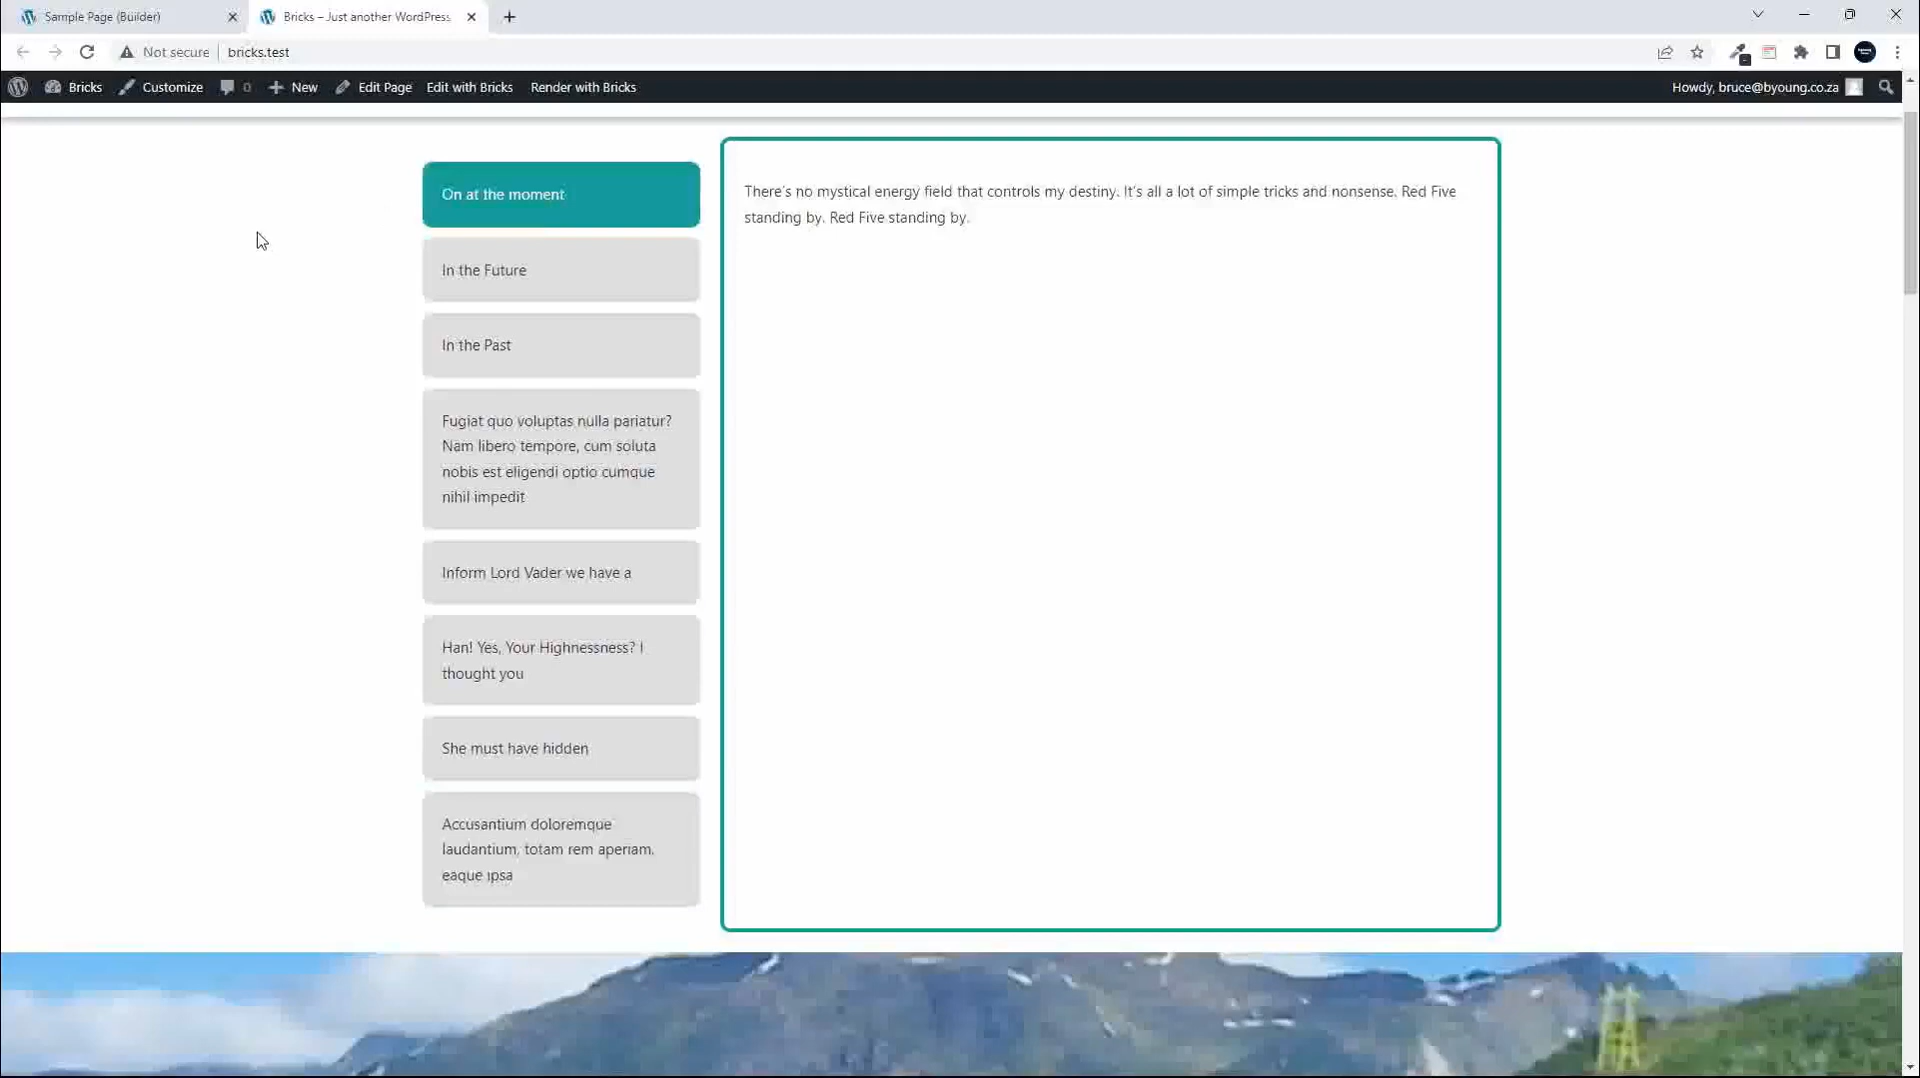 Sample Page (Builder)
Bricks – Just another WordPress
Not secure
bricks.test
Bricks
Customize
0
New
Edit Page
Edit with Bricks
Render with Bricks
Howdy, bruce@byoung.co.za
On at the moment
In the Future
In the Past
Fugiat quo voluptas nulla pariatur?
Nam libero tempore, cum soluta
nobis est eligendi optio cumque
nihil impedit
Inform Lord Vader we have a
Han! Yes, Your Highnessness? I
thought you
She must have hidden
Accusantium doloremque
laudantium, totam rem aperiam,
eaque ipsa
There's no mystical energy field that controls my destiny. It's all a lot of simple tricks and nonsense. Red Five
standing by. Red Five standing by.